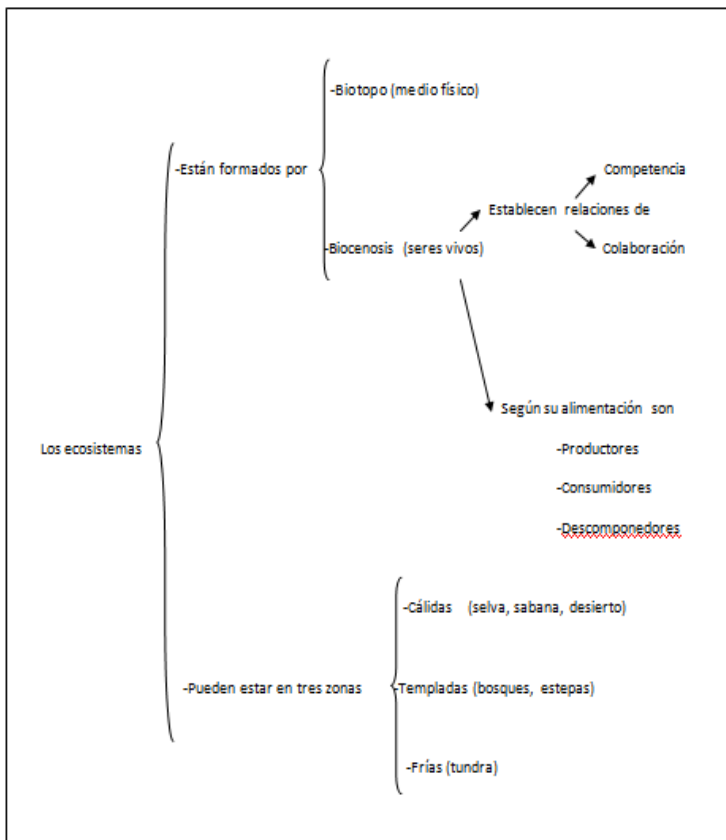 -Biotopo (medio físico)
-Están formados por
Competencia
Establecen relaciones de
-Biocenosis (seres vivos)
Colaboración
Según su alimentación son
Los ecosistemas
-Productores
-Consumidores
-Descomponedores
-Cálidas (selva, sabana, desierto)
-Pueden estar en tres zonas
-Templadas (bosques, estepas)
-Frías (tundra)